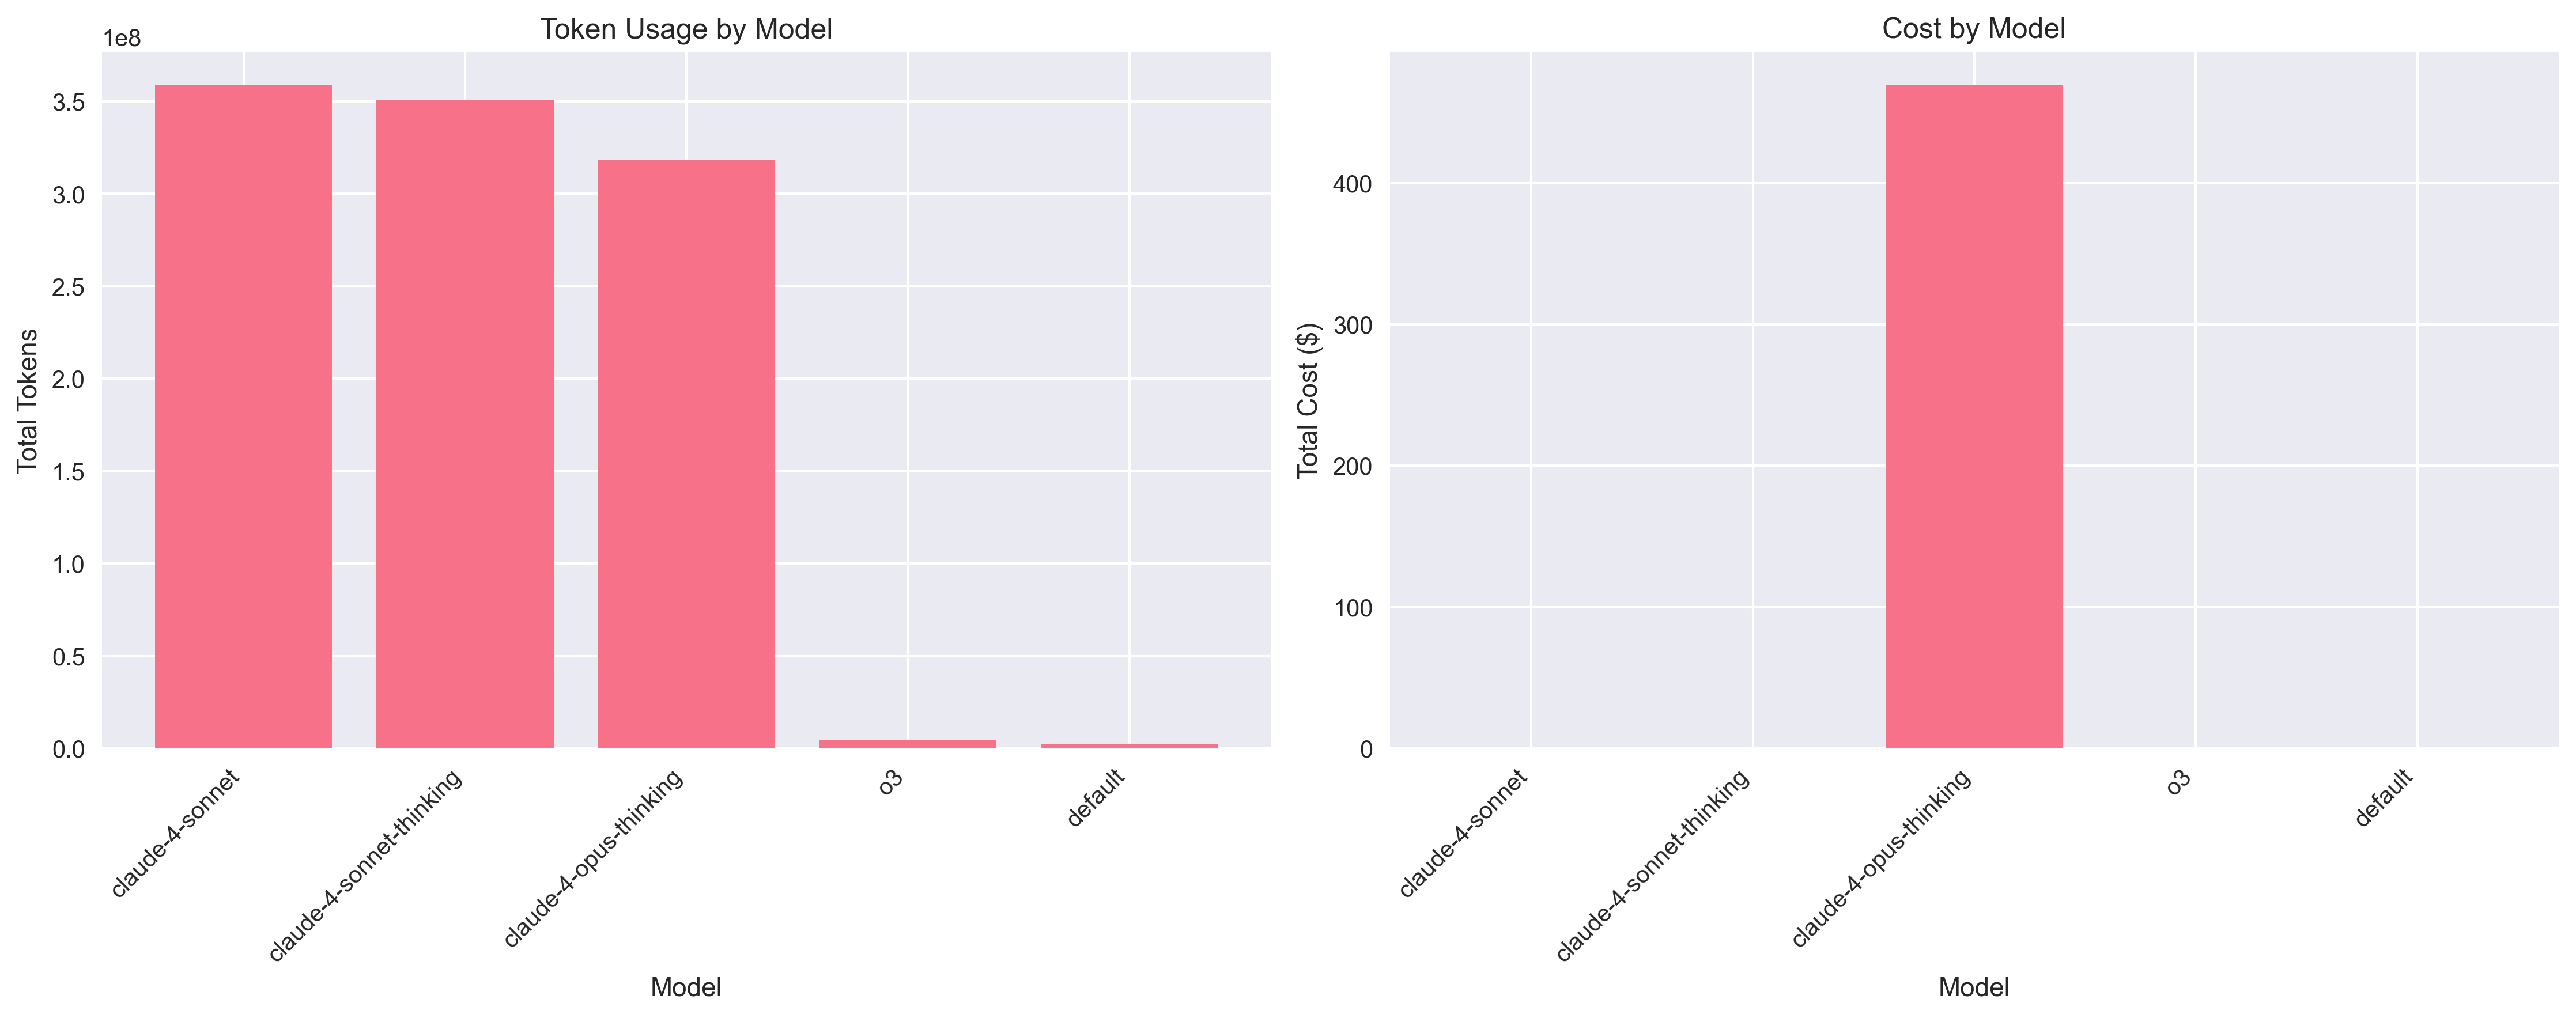 Token Usage by Model
1e8
3.5
3.0
2.5
2.0
1.5
1.0
0.5
0.0
Total Tokens
claude-4-sonnet
claude-4-sonnet-thinking
claude-4-opus-thinking
o3
default
Model
Cost by Model
400
300
200
100
0
Total Cost ($)
claude-4-sonnet
claude-4-sonnet-thinking
claude-4-opus-thinking
o3
default
Model